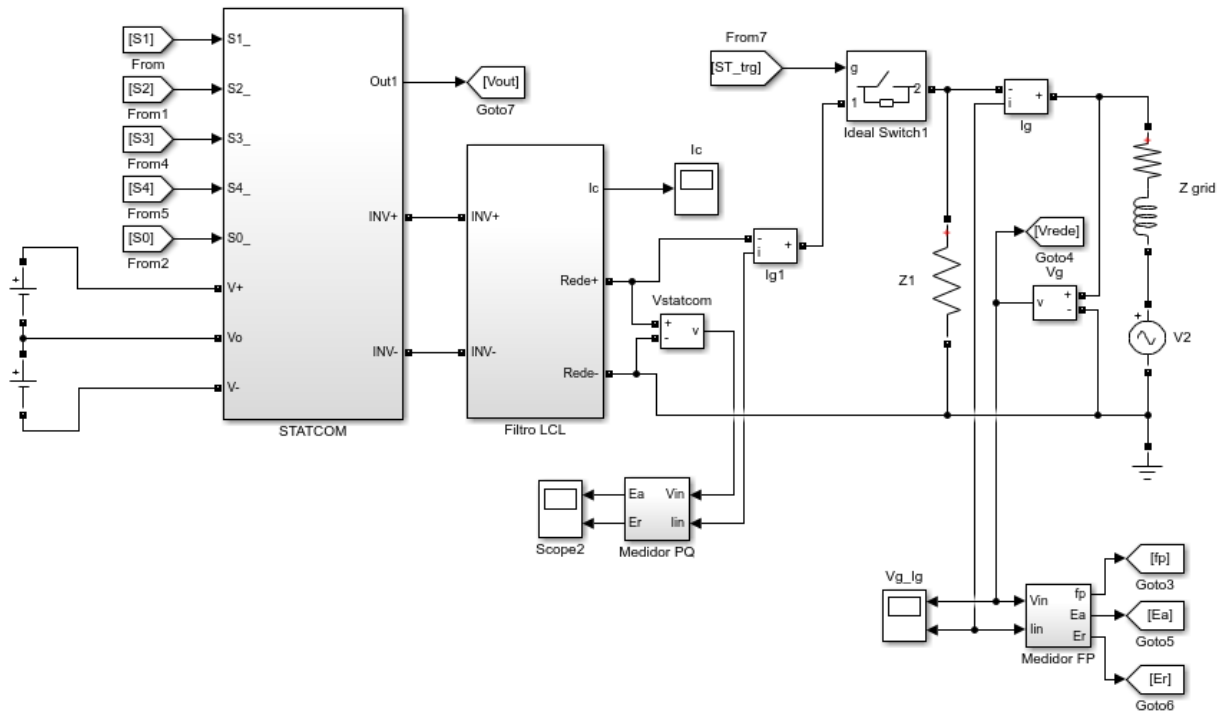 [S1]
From
[S2]
From1
[S3]
From4
[S4]
From5
[S0]
From2
S1_
S2_
S3_
S4_
S0_
V+
Vo
V-
Out1
INV+
INV-
STATCOM
[Vout]
Goto7
INV+
INV-
Ic
Rede+
Rede-
Filtro LCL
Ic
Vstatcom
+
-
v
-
i
+
Ig1
From7
[ST_trg]
g
1
2
Ideal Switch1
-
i
+
Ig
Z grid
Z1
[Vrede]
Goto4
Vg
v
+
-
+
V2
+
+
Scope2
Ea
Er
Vin
Iin
Medidor PQ
Vg_Ig
Vin
Iin
fp
Ea
Er
Medidor FP
[fp]
Goto3
[Ea]
Goto5
[Er]
Goto6